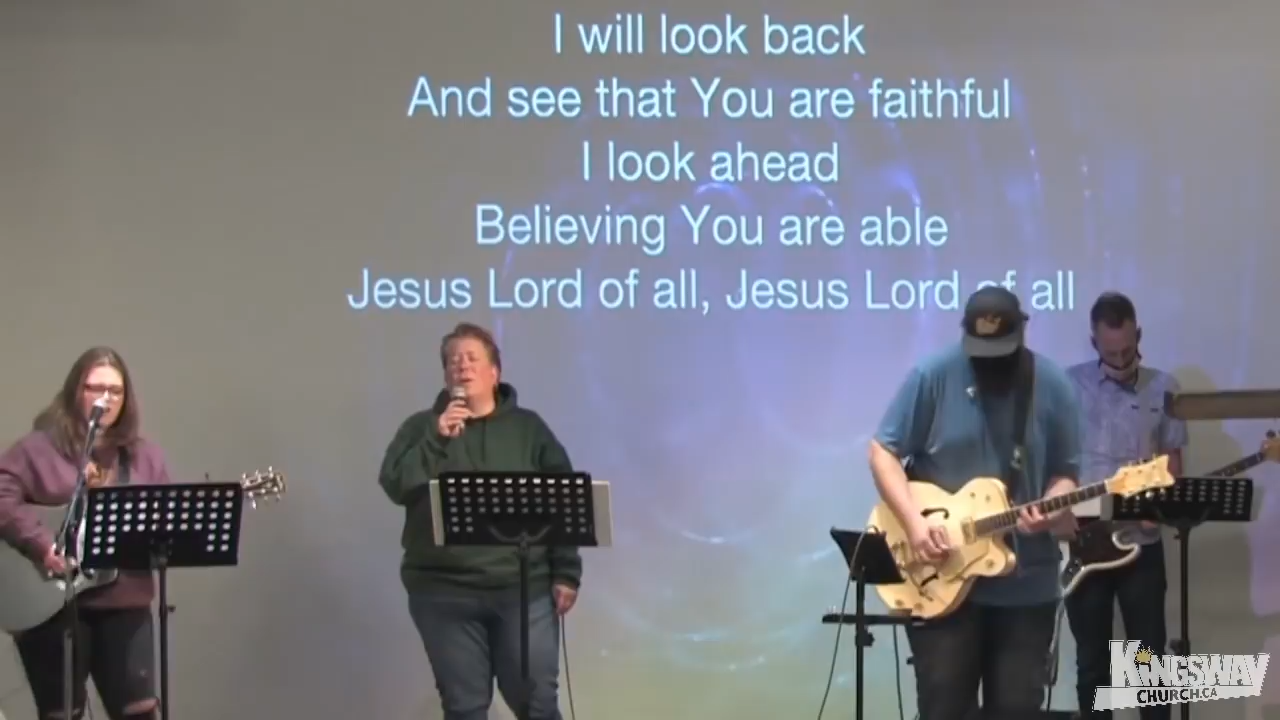 I will look back
And see that You are faithful
I look ahead
Believing You are able
Jesus Lord of all, Jesus Lord of all
KINGSWAY
CHURCH.CA